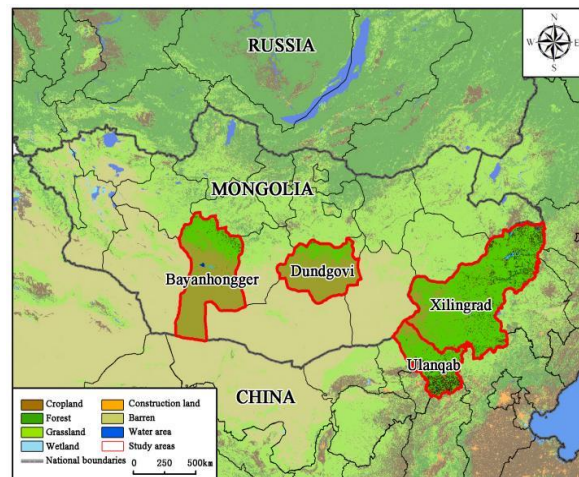 N
W E
S
RUSSIA
MONGOLIA
Bayanhongger
Dundgovi
Xilingrad
Ulanqab
CHINA
Cropland
Construction land
Forest
Barren
Grassland
Water area
Wetland
Study areas
National boundaries
0 250 500km